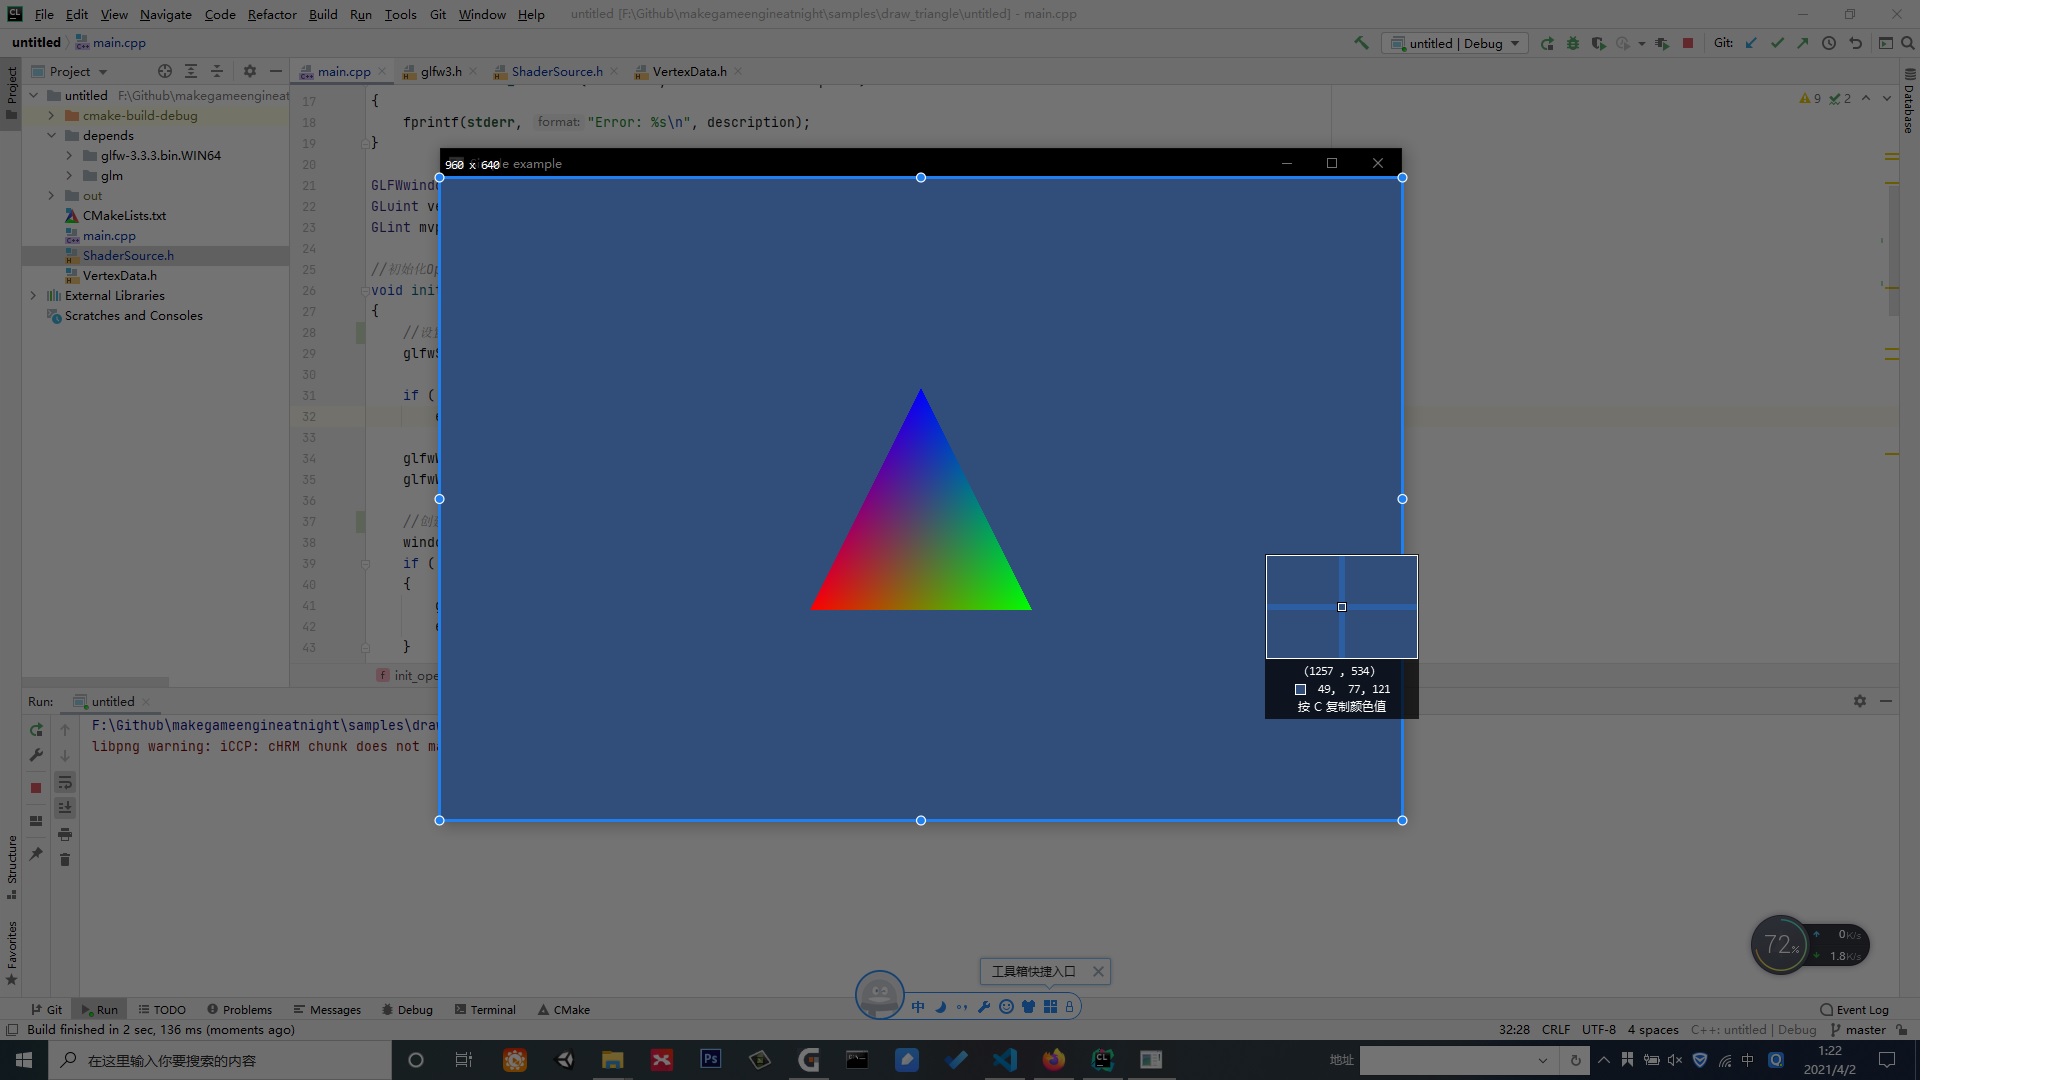 File Edit View Navigate Code Refactor Build Run Tools Git Window Help untitled [F:\Github\makegameengineatnight\samples\draw_triangle\untitled] - main.cpp
untitled main.cpp untitled | Debug Git:
Project main.cpp glfw3.h ShaderSource.h VertexData.h
Project
Database
untitled F:\Github\makegameengineat
cmake-build-debug
depends
glfw-3.3.3.bin.WIN64
glm
out
CMakeLists.txt
main.cpp
ShaderSource.h
VertexData.h
External Libraries
Scratches and Consoles
9 2
17 {
18 fprintf(stderr, format: "Error: %s\n", description);
19 }
20
21 GLFWwind
22 GLuint ve
23 GLint mvp
24
25 //初始化Op
26 void init
27 {
28 //设
29 glfwS
30
31 if (
32
33
34 glfwW
35 glfwW
36
37 //创
38 windo
39 if (
40 {
41
42
43 }
init_ope
960 x 640 e example
(1257 , 534)
49, 77, 121
按 C 复制颜色值
Run: untitled
F:\Github\makegameengineatnight\samples\draw
libpng warning: iCCP: cHRM chunk does not ma
Structure
Favorites
72%
0K/s
1.8K/s
工具箱快捷入口
中
Git Run TODO Problems Messages Debug Terminal CMake Event Log
Build finished in 2 sec, 136 ms (moments ago) 32:28 CRLF UTF-8 4 spaces C++: untitled | Debug master
在这里输入你要搜索的内容 地址 中 1:22
2021/4/2